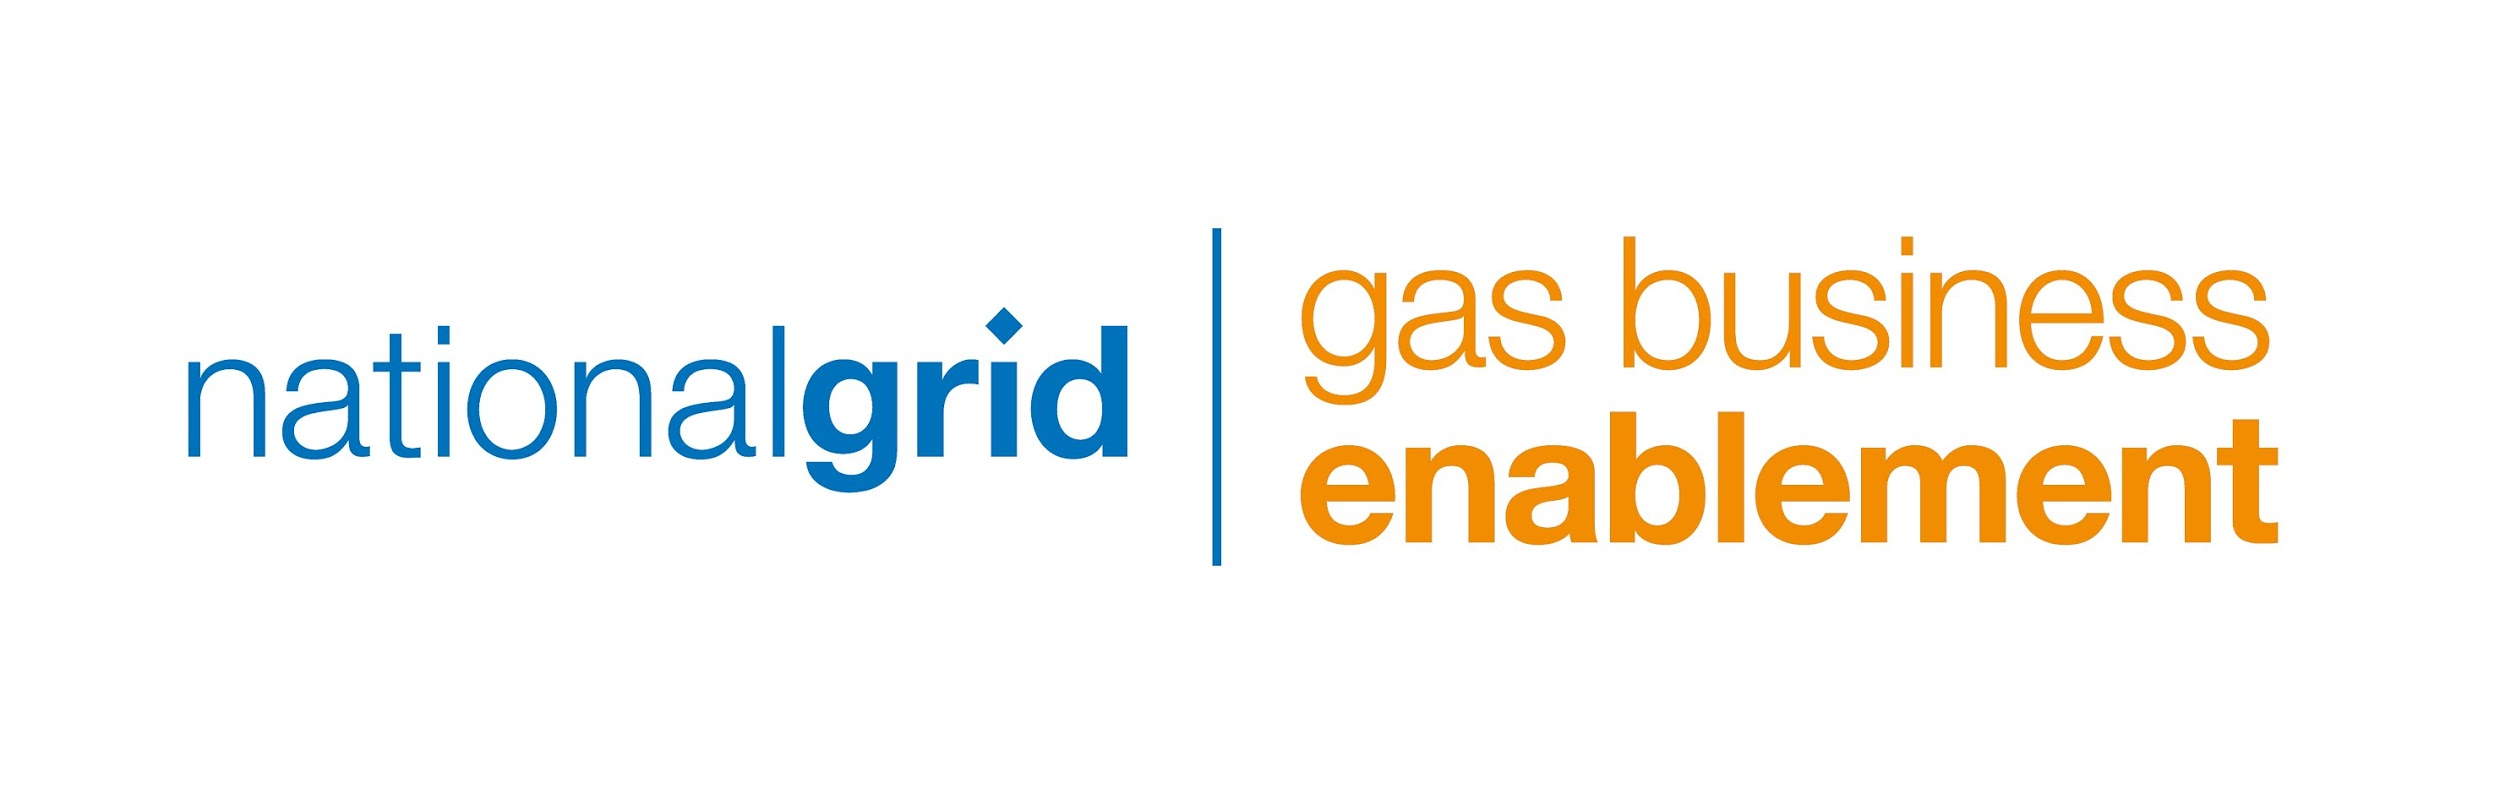 nationalgrid
gas business
enablement